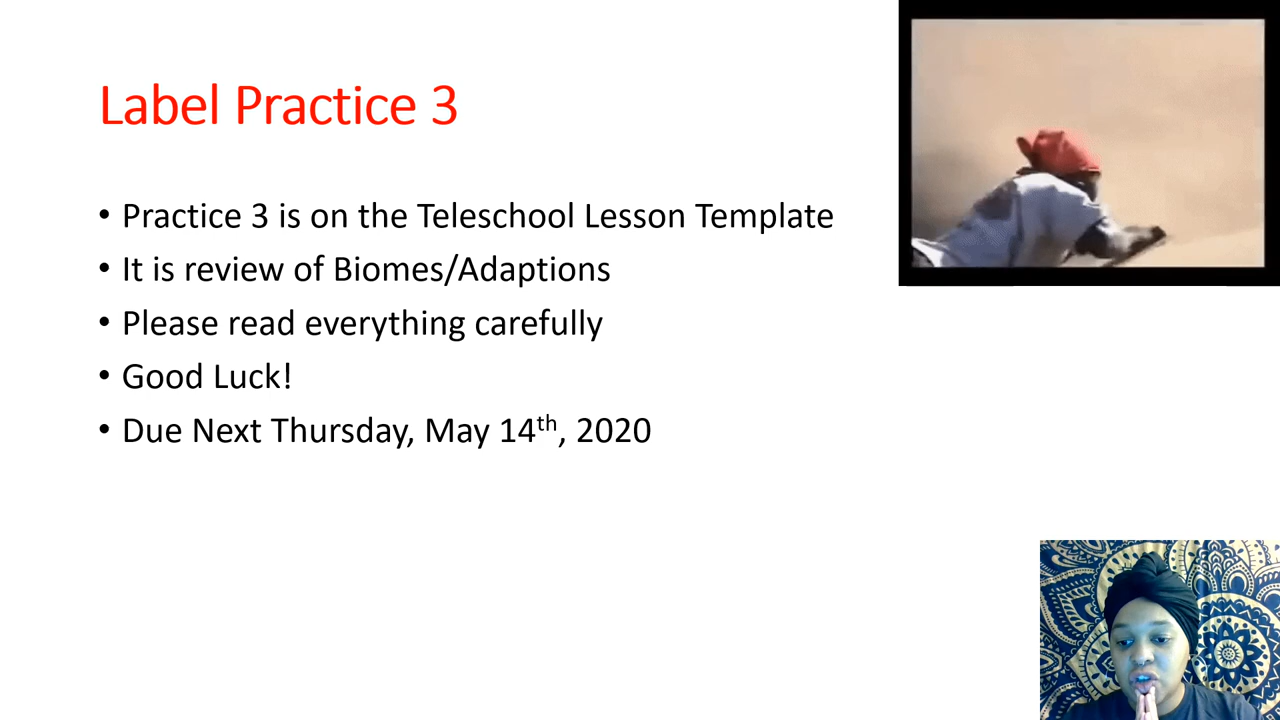 Label Practice 3
• Practice 3 is on the Teleschool Lesson Template
• It is review of Biomes/Adaptions
• Please read everything carefully
• Good Luck!
• Due Next Thursday, May 14th, 2020